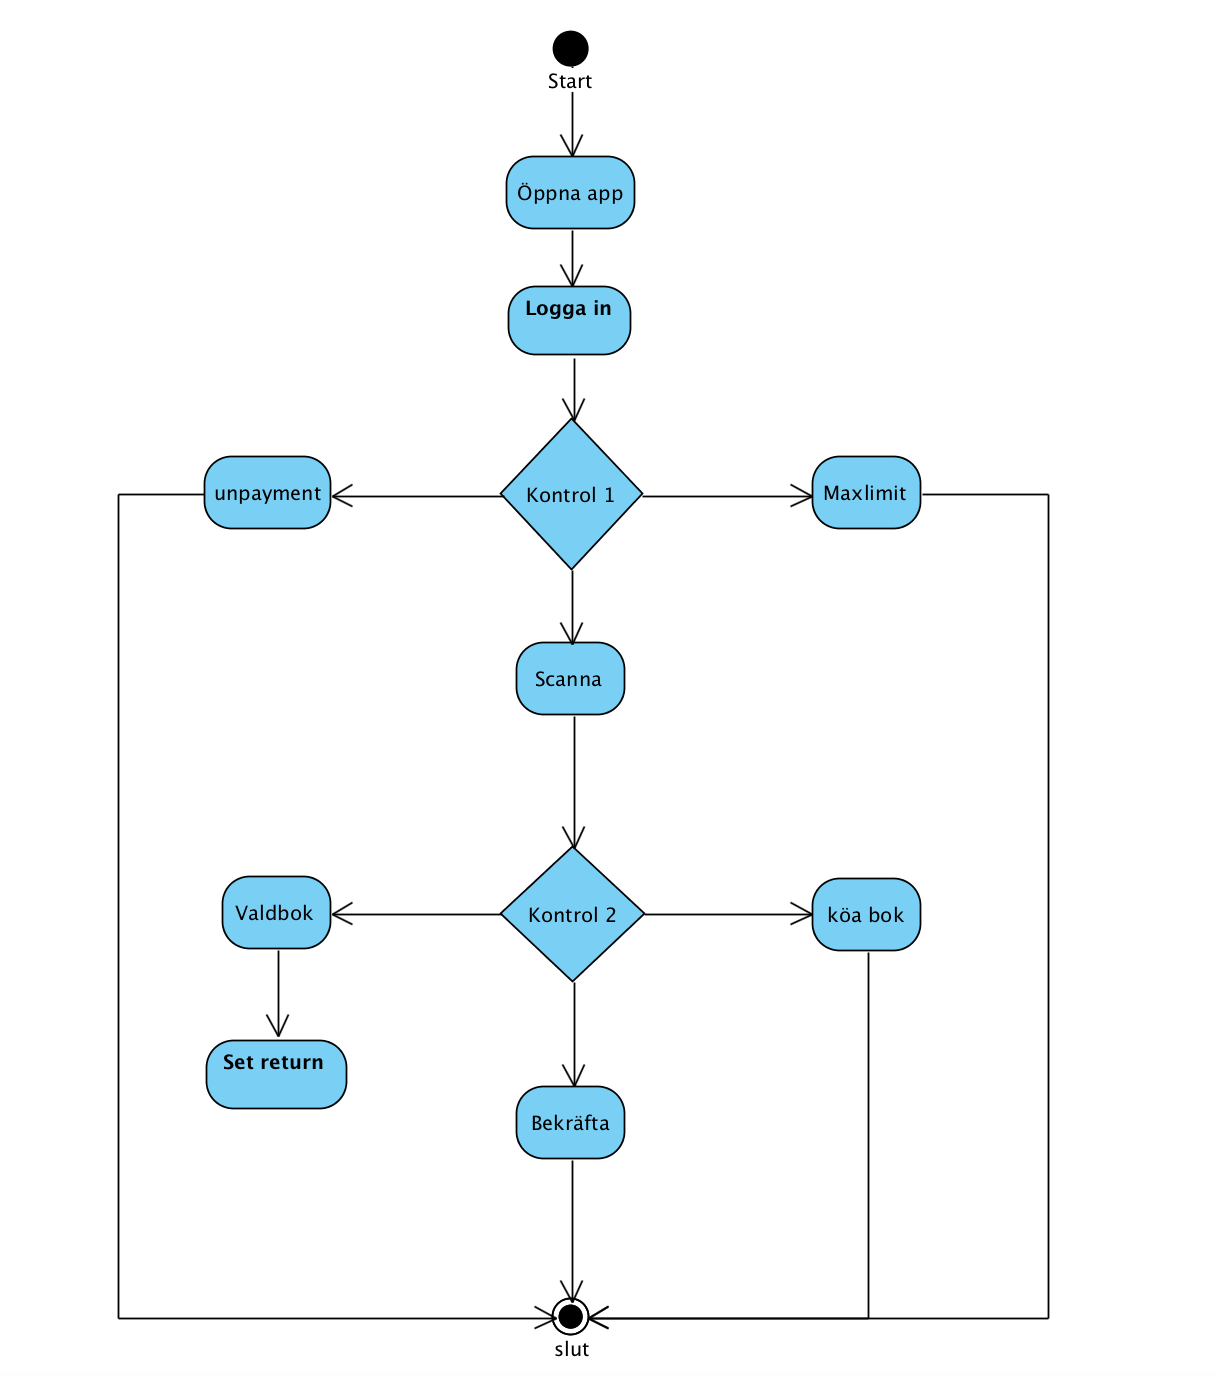 Start
Öppna app
Logga in
unpayment
Kontrol 1
Maxlimit
Scanna
Valdbok
Kontrol 2
köa bok
Set return
Bekräfta
slut